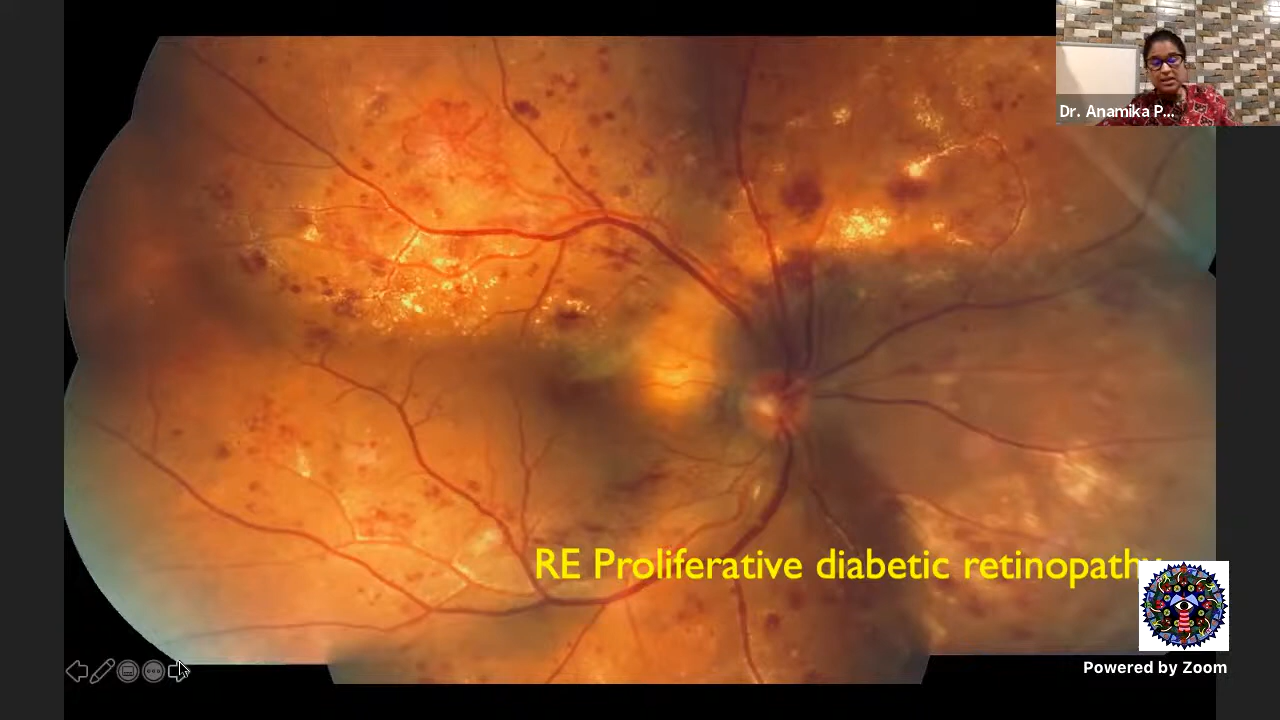 Dr. Anamika P...
RE Proliferative diabetic retinopathy
Powered by Zoom